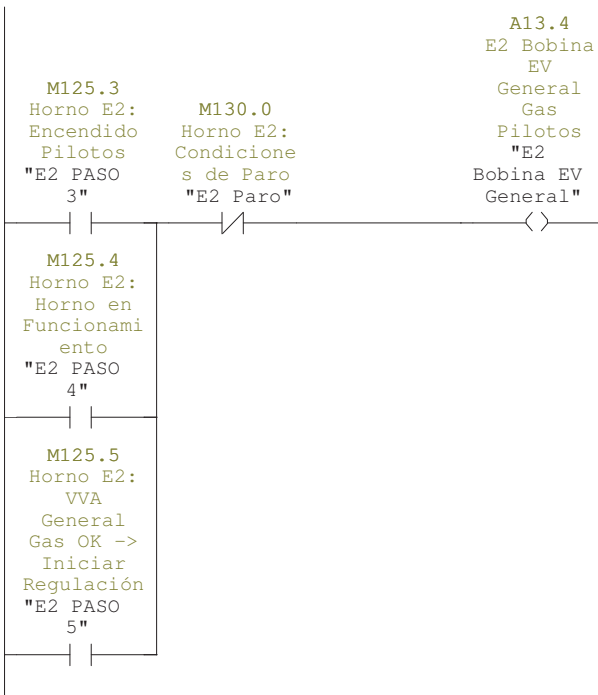 M125.3
Horno E2:
Encendido
Pilotos
"E2 PASO
3"
M130.0
Horno E2:
Condicione
s de Paro
"E2 Paro"
A13.4
E2 Bobina
EV
General
Gas
Pilotos
"E2
Bobina EV
General"
M125.4
Horno E2:
Horno en
Funcionami
ento
"E2 PASO
4"
M125.5
Horno E2:
VVA
General
Gas OK ->
Iniciar
Regulación
"E2 PASO
5"